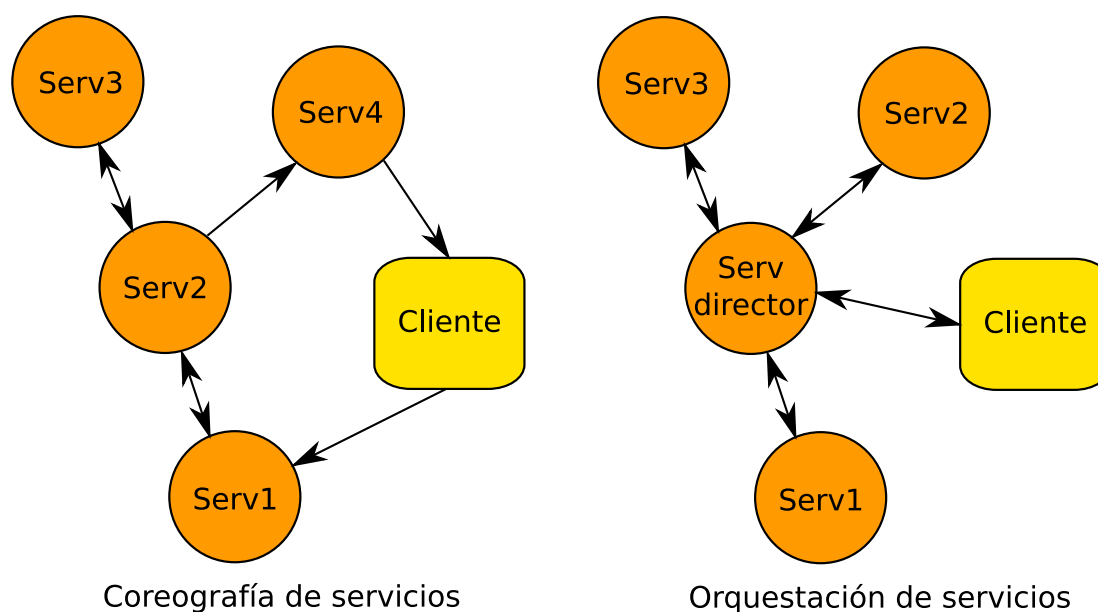 Serv3
Serv4
Serv2
Cliente
Serv1
Coreografía de servicios
Serv3
Serv2
Serv
director
Cliente
Serv1
Orquestación de servicios